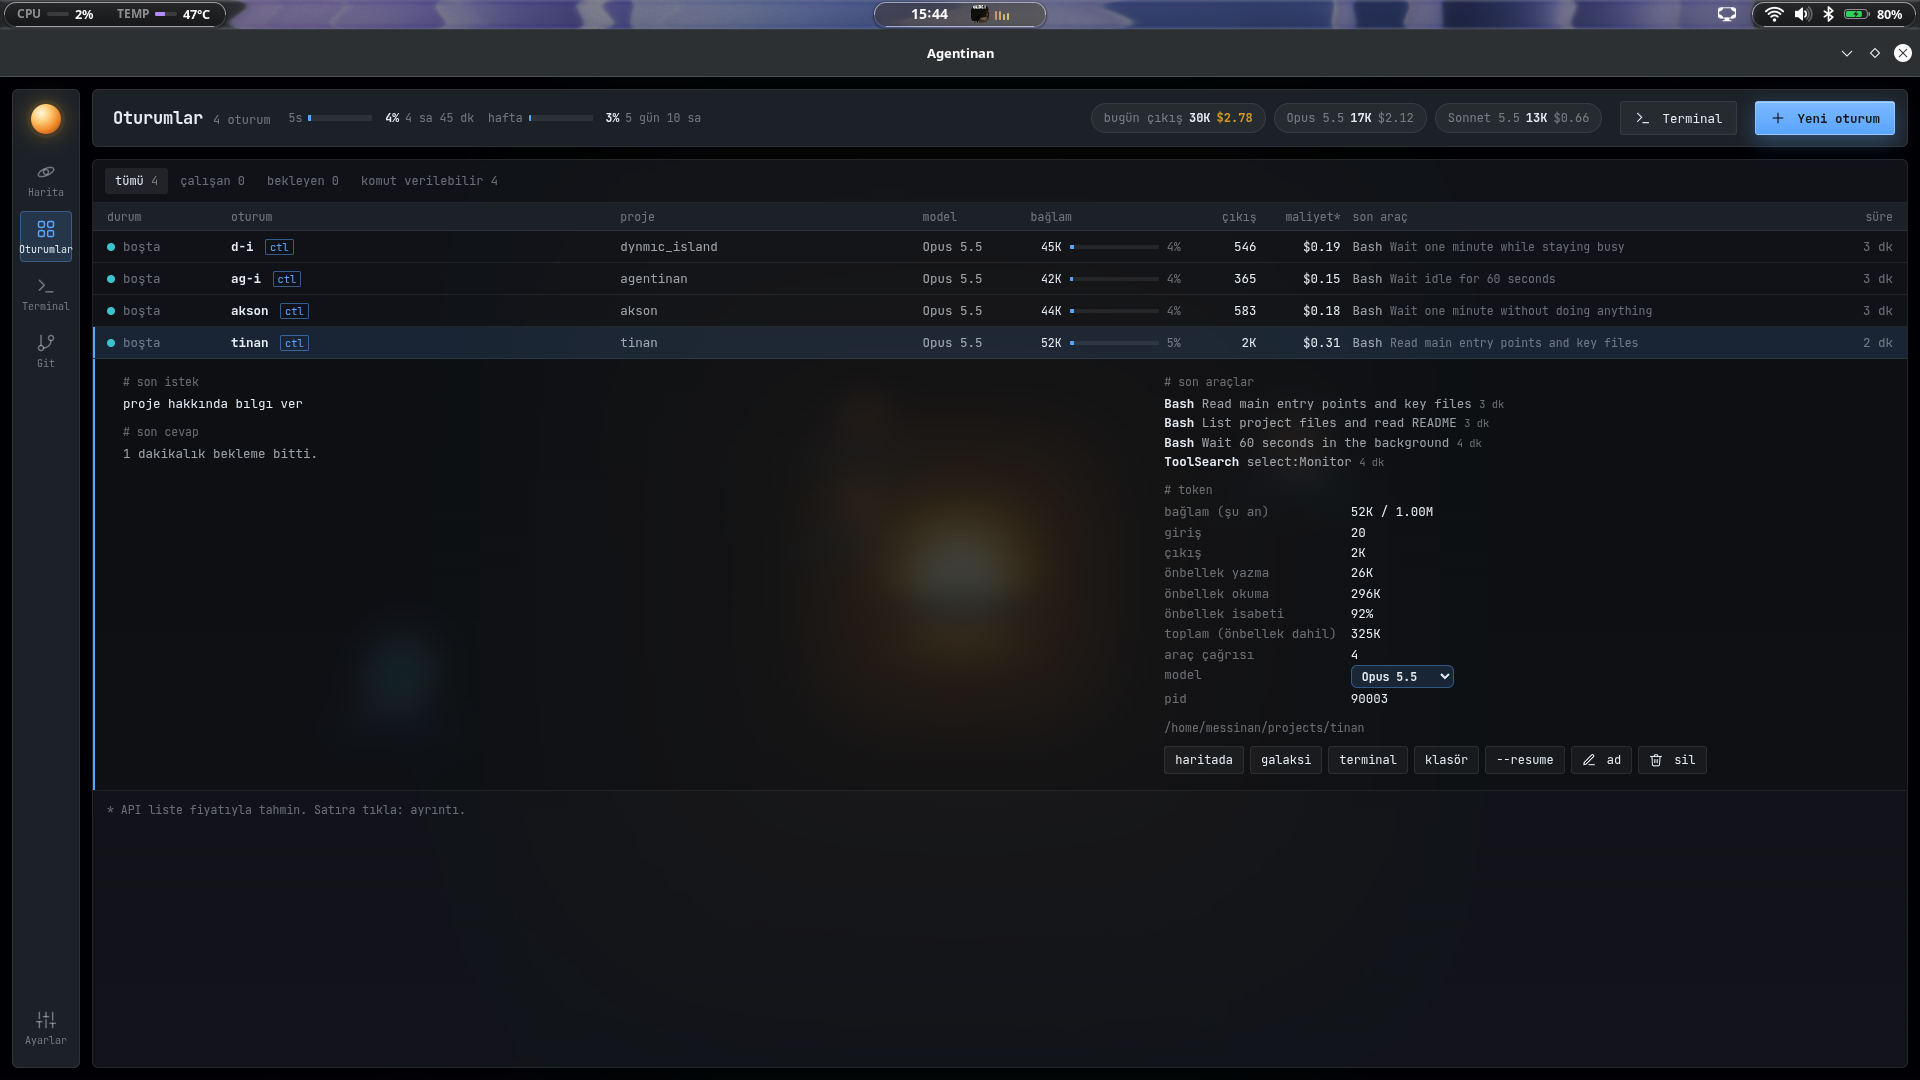 CPU 2% TEMP 47°C 15:44 80%
Agentinan
Oturumlar 4 oturum 5s 4% 4 sa 45 dk hafta 3% 5 gün 10 sa bugün çıkış 30K $2.78 Opus 5.5 17K $2.12 Sonnet 5.5 13K $0.66 Terminal Yeni oturum
Harita
Oturumlar
Terminal
Git
Ayarlar
tümü 4 çalışan 0 bekleyen 0 komut verilebilir 4
durum oturum proje model bağlam çıkış maliyet* son araç süre
boşta d-i ctl dynmıc_island Opus 5.5 45K 4% 546 $0.19 Bash Wait one minute while staying busy 3 dk
boşta ag-i ctl agentinan Opus 5.5 42K 4% 365 $0.15 Bash Wait idle for 60 seconds 3 dk
boşta akson ctl akson Opus 5.5 44K 4% 583 $0.18 Bash Wait one minute without doing anything 3 dk
boşta tinan ctl tinan Opus 5.5 52K 5% 2K $0.31 Bash Read main entry points and key files 2 dk
# son istek
proje hakkında bılgı ver
# son cevap
1 dakikalık bekleme bitti.
# son araçlar
Bash Read main entry points and key files 3 dk
Bash List project files and read README 3 dk
Bash Wait 60 seconds in the background 4 dk
ToolSearch select:Monitor 4 dk
# token
bağlam (şu an) 52K / 1.00M
giriş 20
çıkış 2K
önbellek yazma 26K
önbellek okuma 296K
önbellek isabeti 92%
toplam (önbellek dahil) 325K
araç çağrısı 4
model Opus 5.5
pid 90003
/home/messinan/projects/tinan
haritada galaksi terminal klasör --resume ad sil
* API liste fiyatıyla tahmin. Satıra tıkla: ayrıntı.